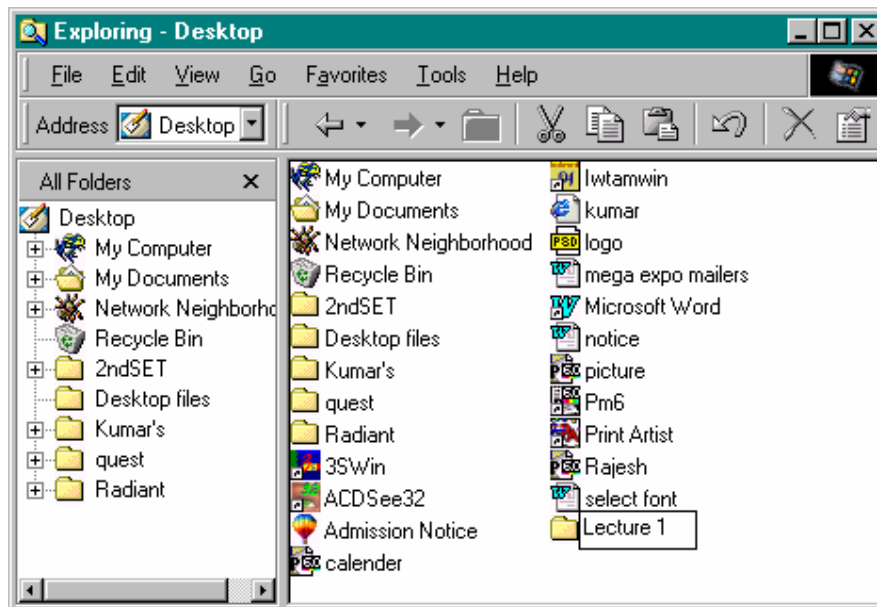 Exploring - Desktop
File Edit View Go Favorites Tools Help
Address Desktop
All Folders
Desktop
My Computer
My Documents
Network Neighborho
Recycle Bin
2ndSET
Desktop files
Kumar's
quest
Radiant
My Computer
My Documents
Network Neighborhood
Recycle Bin
2ndSET
Desktop files
Kumar's
quest
Radiant
3SWin
ACDSee32
Admission Notice
calender
lwtamwin
kumar
logo
mega expo mailers
Microsoft Word
notice
picture
Pm6
Print Artist
Rajesh
select font
Lecture 1